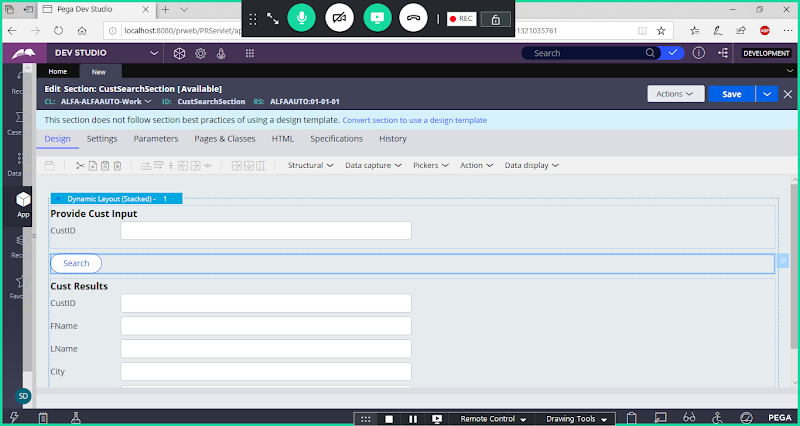 Pega Dev Studio
localhost:8080/prweb/PRServlet/ap
1321035761
REC
DEV STUDIO
Search
DEVELOPMENT
Home
New
Edit Section: CustSearchSection [Available]
CL: ALFA-ALFAAUTO-Work ID: CustSearchSection RS: ALFAAUTO:01-01-01
Actions
Save
This section does not follow section best practices of using a design template. Convert section to use a design template
Design Settings Parameters Pages & Classes HTML Specifications History
Structural Data capture Pickers Action Data display
Rec
Case
Data
App
Reco
Favo
SD
Dynamic Layout (Stacked) - 1
Provide Cust Input
CustID
Search
Cust Results
CustID
FName
LName
City
Remote Control
Drawing Tools
PEGA